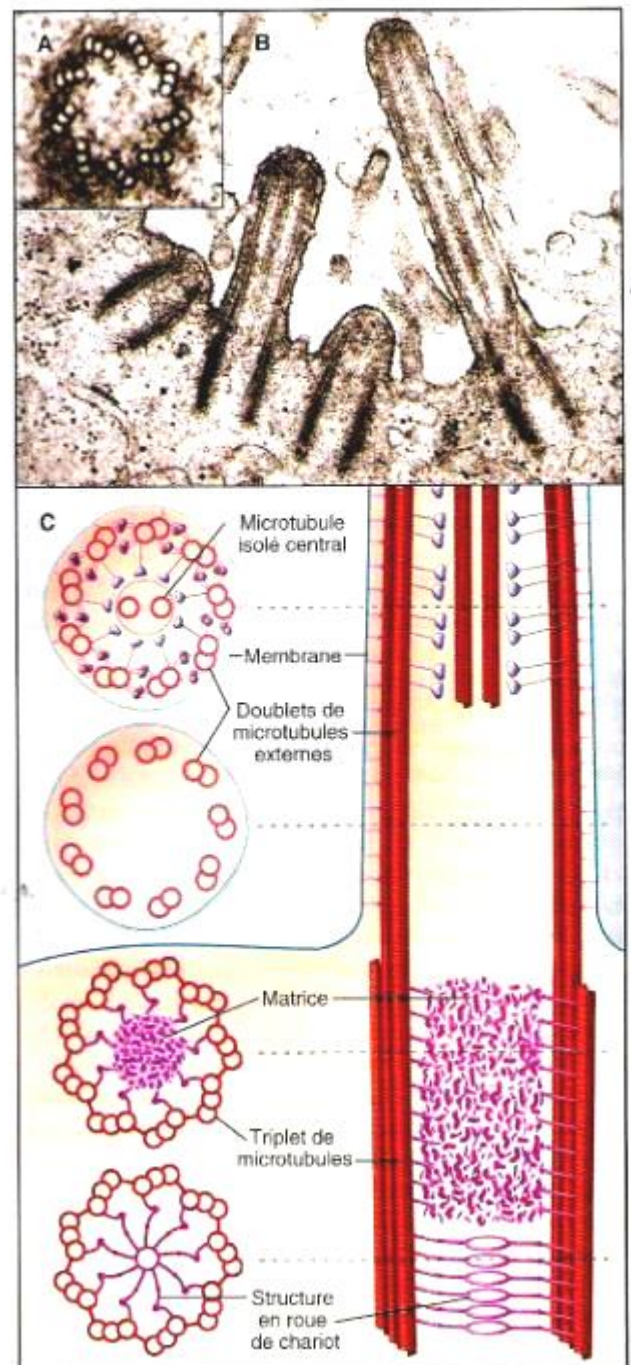 A
B
C
Microtubule
isolé central
Membrane
Doublets de
microtubules
externes
Matrice
Triplet de
microtubules
Structure
en roue
de chariot